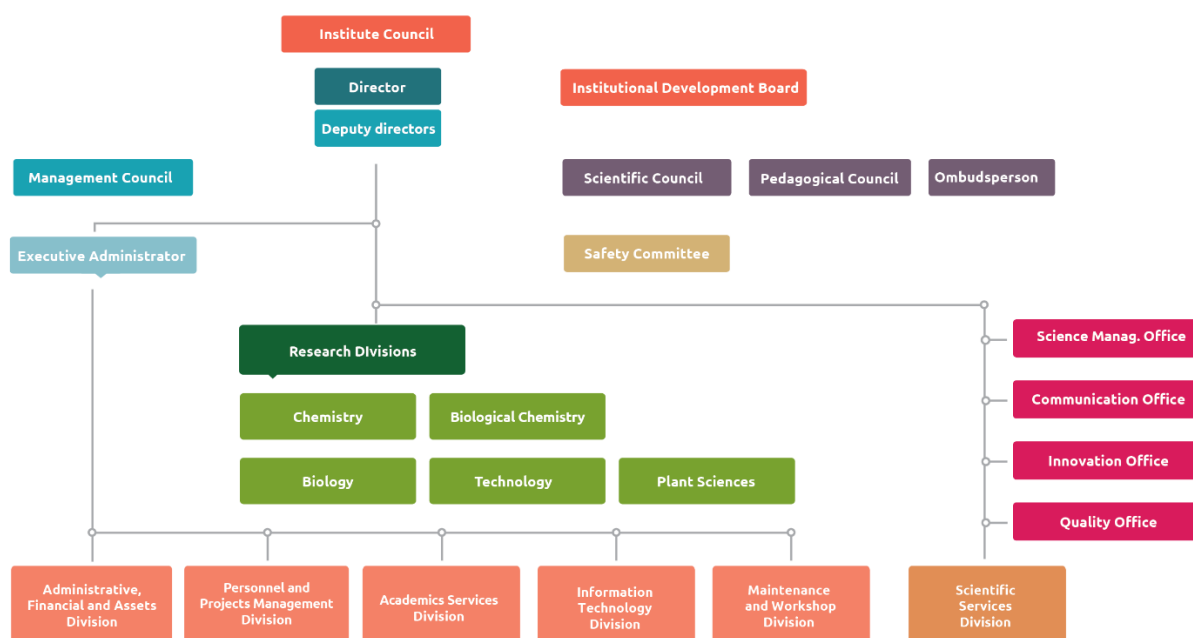 Institute Council
Director
Institutional Development Board
Deputy directors
Management Council
Scientific Council
Pedagogical Council
Ombudsperson
Executive Administrator
Safety Committee
Science Manag. Office
Research DIvisions
Communication Office
Chemistry
Biological Chemistry
Innovation Office
Biology
Technology
Plant Sciences
Quality Office
Administrative,
Financial and Assets
Division
Personnel and
Projects Management
Division
Academics Services
Division
Information
Technology
Division
Maintenance
and Workshop
Division
Scientific
Services
Division